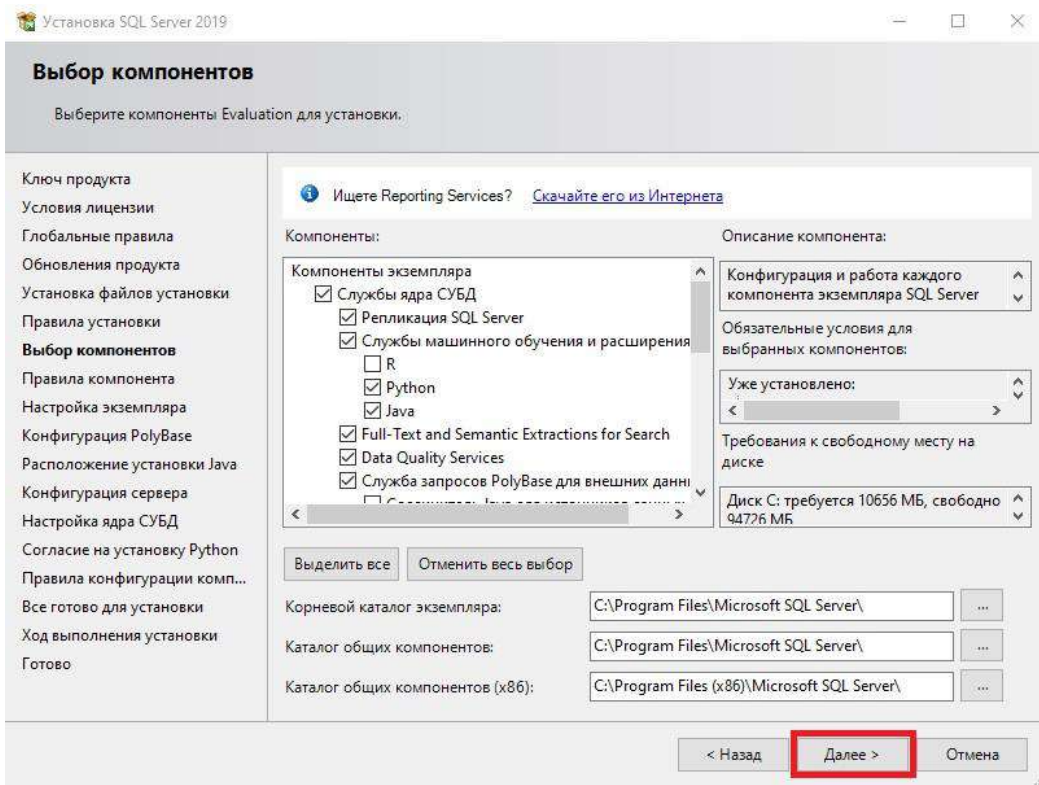 Установка SQL Server 2019
Выбор компонентов
Выберите компоненты Evaluation для установки.
Ключ продукта
Условия лицензии
Глобальные правила
Обновления продукта
Установка файлов установки
Правила установки
Выбор компонентов
Правила компонента
Настройка экземпляра
Конфигурация PolyBase
Расположение установки Java
Конфигурация сервера
Настройка ядра СУБД
Согласие на установку Python
Правила конфигурации комп...
Все готово для установки
Ход выполнения установки
Готово
Ищете Reporting Services? Скачайте его из Интернета
Компоненты:
Компоненты экземпляра
Службы ядра СУБД
Репликация SQL Server
Службы машинного обучения и расширения
R
Python
Java
Full-Text and Semantic Extractions for Search
Data Quality Services
Служба запросов PolyBase для внешних
Описание компонента:
Конфигурация и работа каждого
компонента экземпляра SQL Server
Обязательные условия для
выбранных компонентов:
Уже установлено:
Требования к свободному месту на
диске
Диск C: требуется 10656 МБ, свободно
94726 МБ
Выделить все
Отменить весь выбор
Корневой каталог экземпляра:
C:\Program Files\Microsoft SQL Server\
...
Каталог общих компонентов:
C:\Program Files\Microsoft SQL Server\
...
Каталог общих компонентов (x86):
C:\Program Files (x86)\Microsoft SQL Server\
...
< Назад
Далее >
Отмена